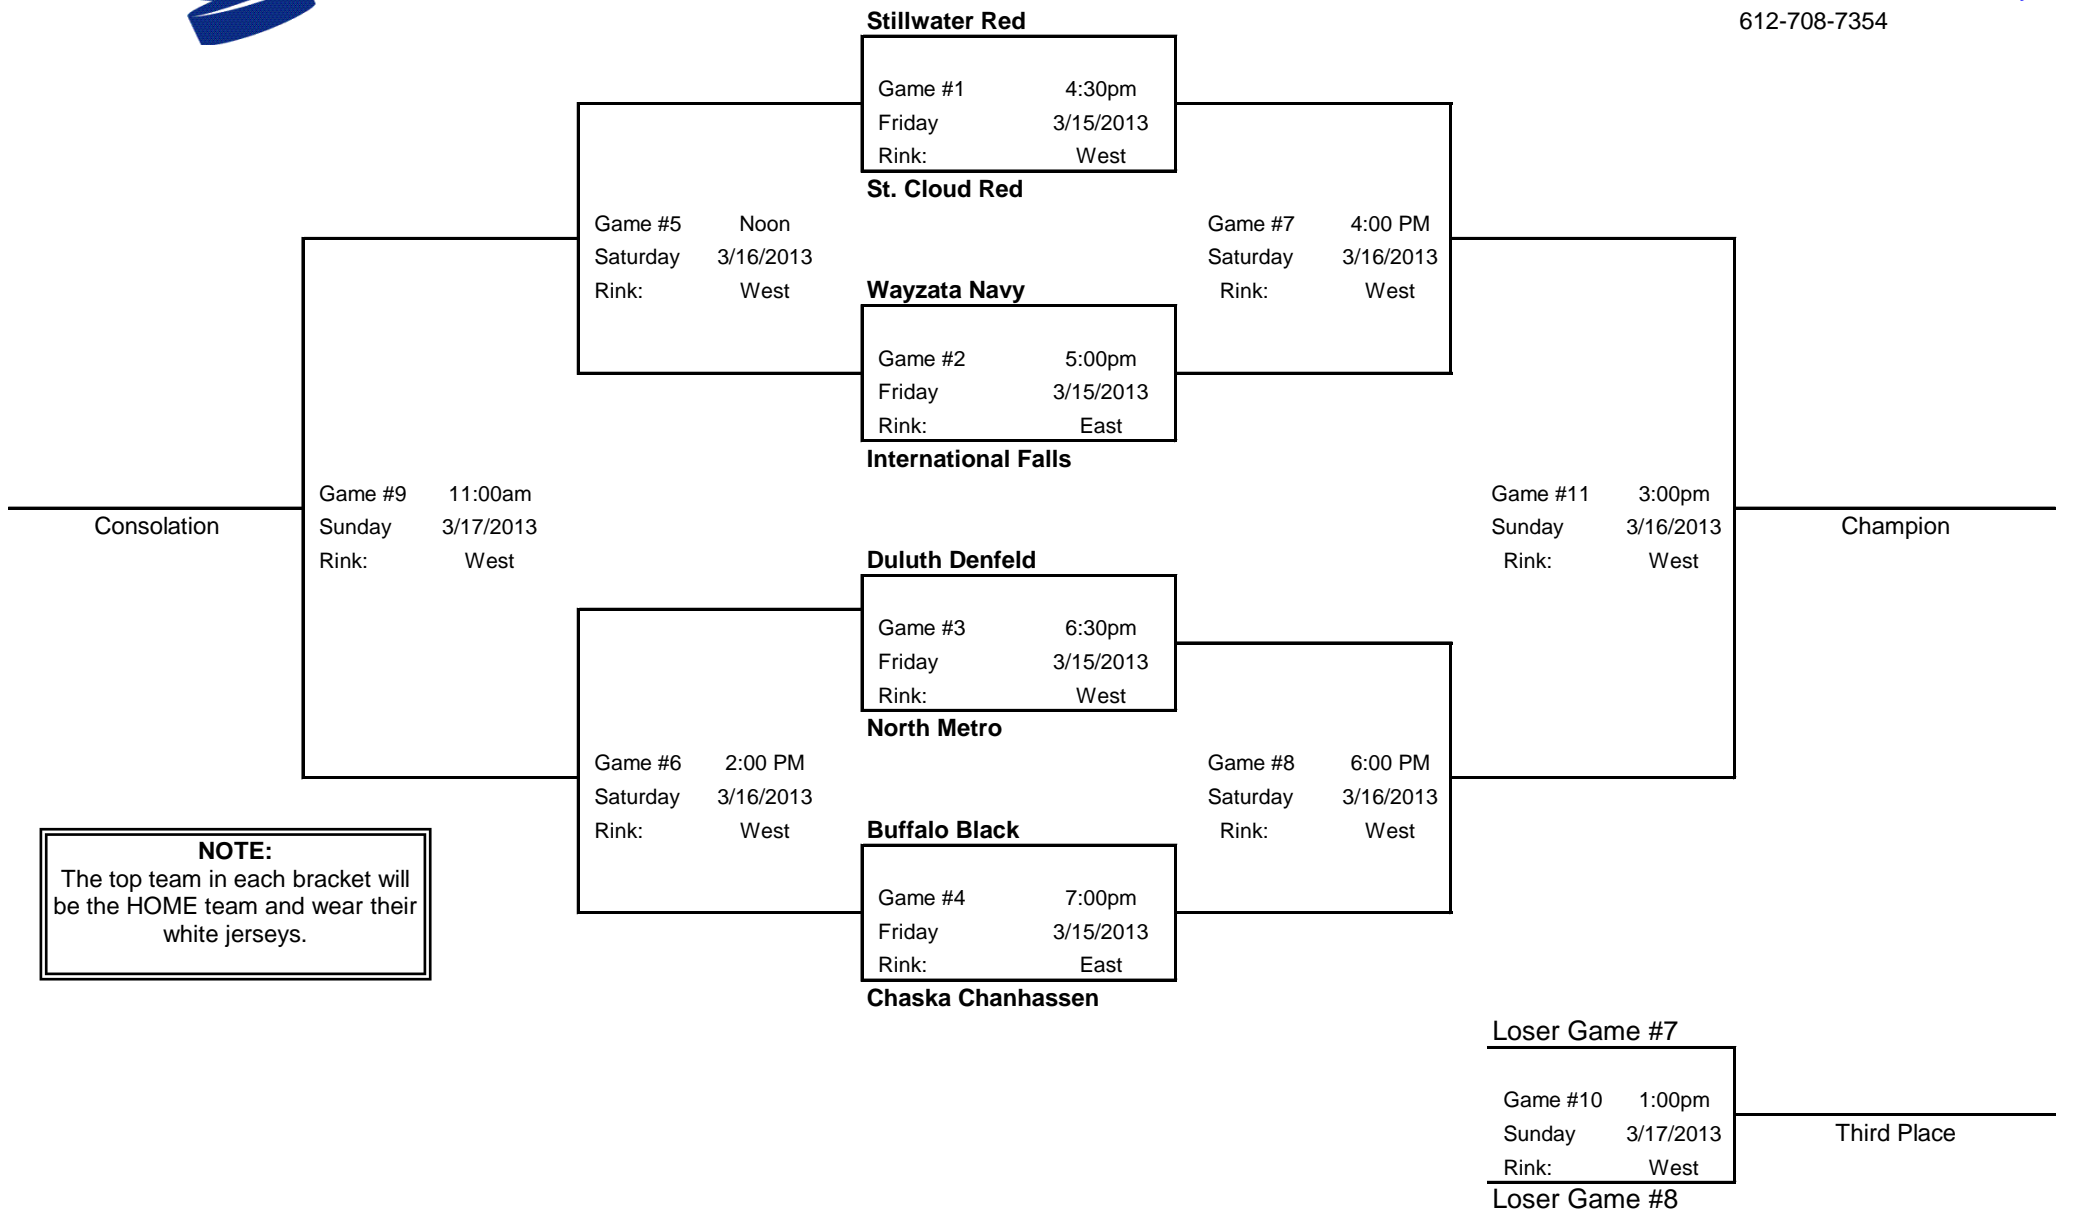 Stillwater Red
612-708-7354
Game #1 4:30pm
Friday 3/15/2013
Rink: West
St. Cloud Red
Game #5 Noon
Saturday 3/16/2013
Rink: West
Game #7 4:00 PM
Saturday 3/16/2013
Rink: West
Wayzata Navy
Game #2 5:00pm
Friday 3/15/2013
Rink: East
International Falls
Game #9 11:00am
Sunday 3/17/2013
Rink: West
Consolation
Game #11 3:00pm
Sunday 3/16/2013
Rink: West
Champion
Duluth Denfeld
Game #3 6:30pm
Friday 3/15/2013
Rink: West
North Metro
Game #6 2:00 PM
Saturday 3/16/2013
Rink: West
Game #8 6:00 PM
Saturday 3/16/2013
Rink: West
Buffalo Black
Game #4 7:00pm
Friday 3/15/2013
Rink: East
Chaska Chanhassen
NOTE:
The top team in each bracket will
be the HOME team and wear their
white jerseys.
Loser Game #7
Game #10 1:00pm
Sunday 3/17/2013
Rink: West
Third Place
Loser Game #8